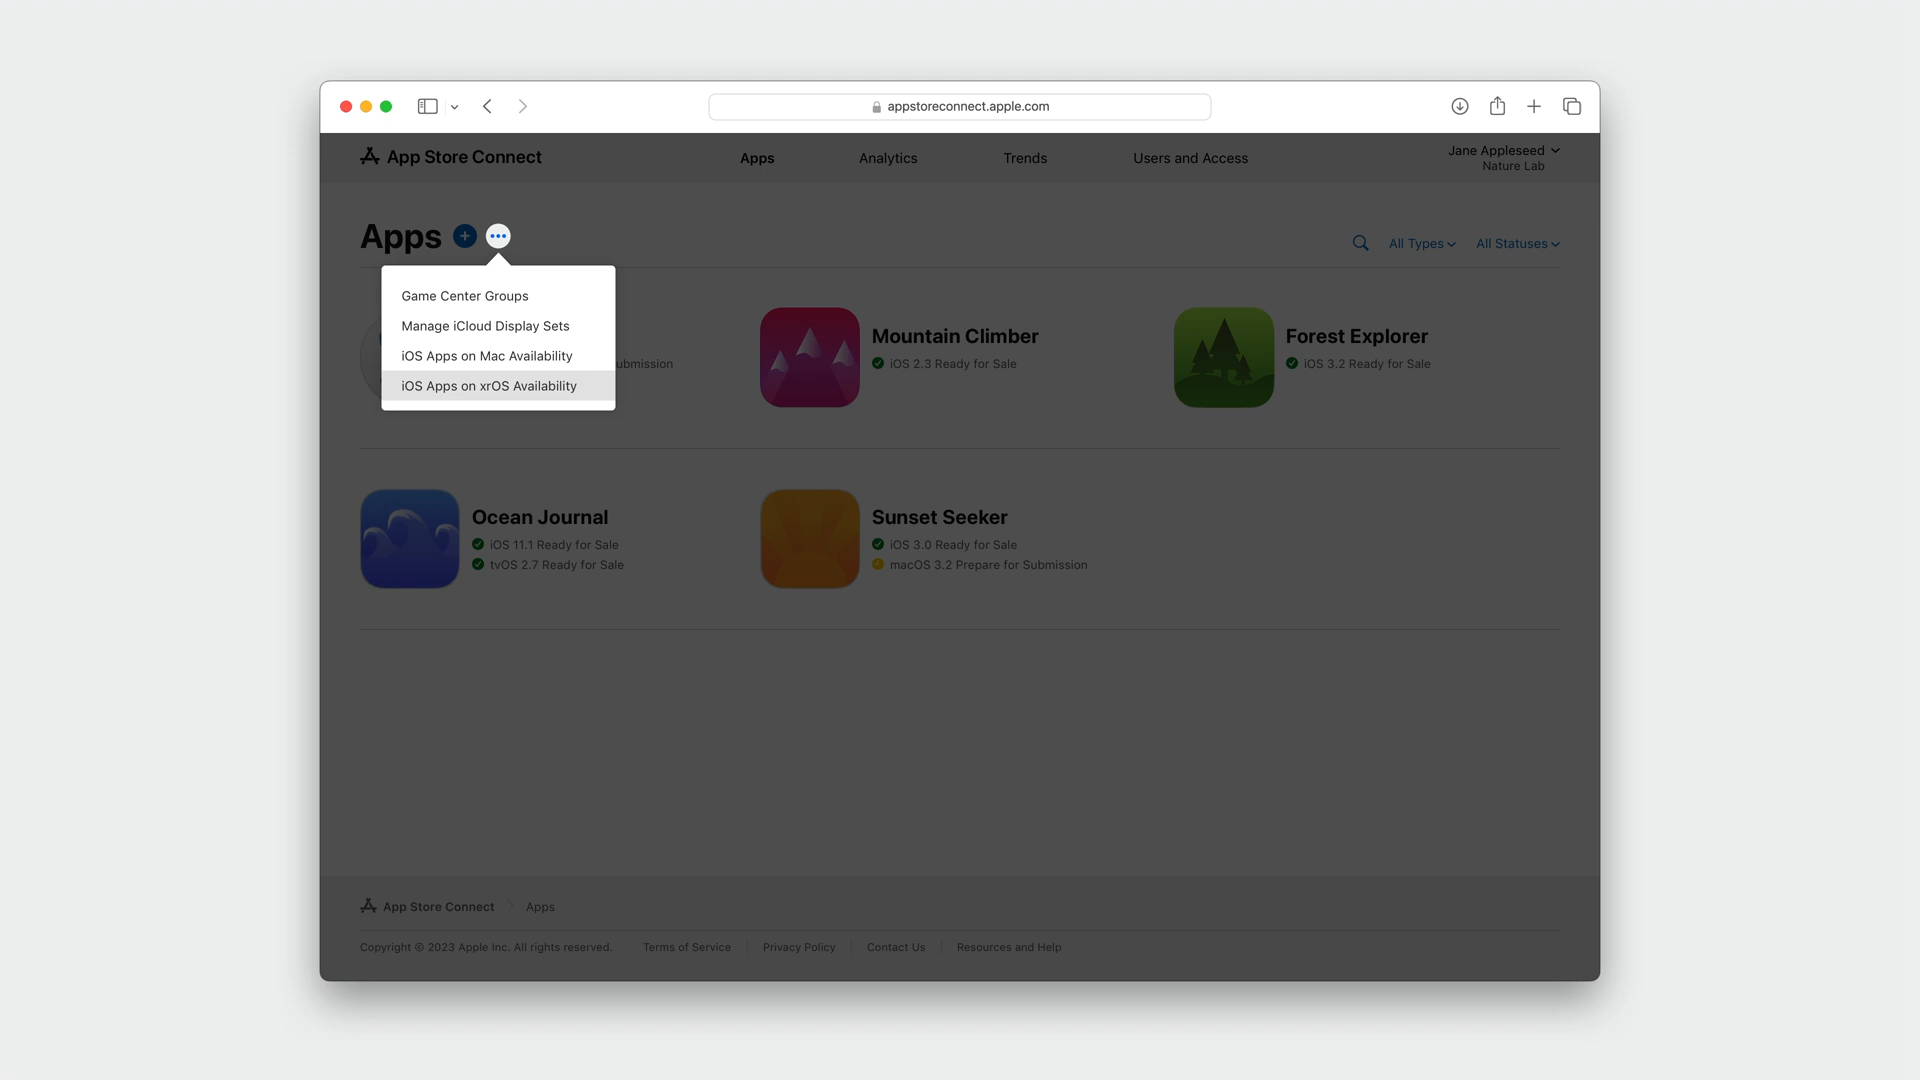 appstoreconnect.apple.com
App Store Connect
Apps
Analytics
Trends
Users and Access
Jane Appleseed
Nature Lab
Apps
All Types
All Statuses
Game Center Groups
Manage iCloud Display Sets
iOS Apps on Mac Availability
iOS Apps on xrOS Availability
Mountain Climber
iOS 2.3 Ready for Sale
Forest Explorer
iOS 3.2 Ready for Sale
Ocean Journal
iOS 11.1 Ready for Sale
tvOS 2.7 Ready for Sale
Sunset Seeker
iOS 3.0 Ready for Sale
macOS 3.2 Prepare for Submission
App Store Connect
Apps
Copyright © 2023 Apple Inc. All rights reserved.
Terms of Service
Privacy Policy
Contact Us
Resources and Help